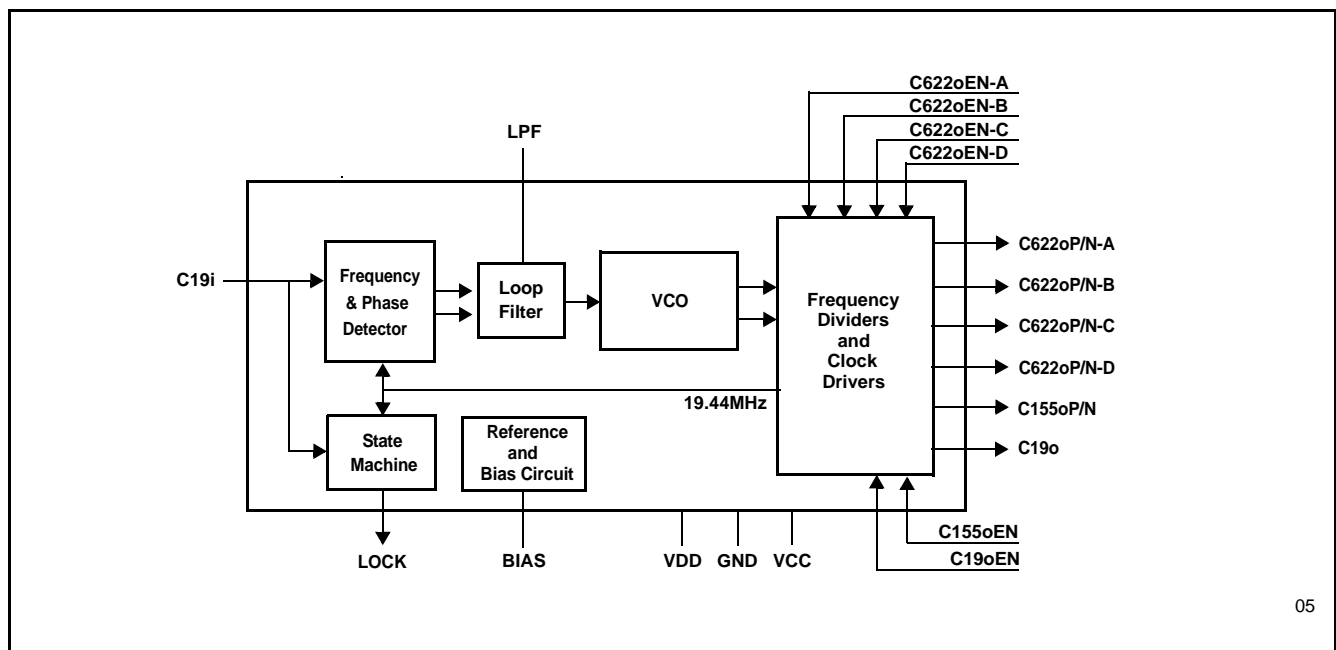 C622oEN-A
C622oEN-B
C622oEN-C
C622oEN-D
LPF
C19i
Frequency
& Phase
Detector
Loop
Filter
VCO
Frequency
Dividers
and
Clock
Drivers
C622oP/N-A
C622oP/N-B
C622oP/N-C
C622oP/N-D
C155oP/N
C19o
19.44MHz
State
Machine
Reference
and
Bias Circuit
LOCK
BIAS
VDD
GND
VCC
C155oEN
C19oEN
05